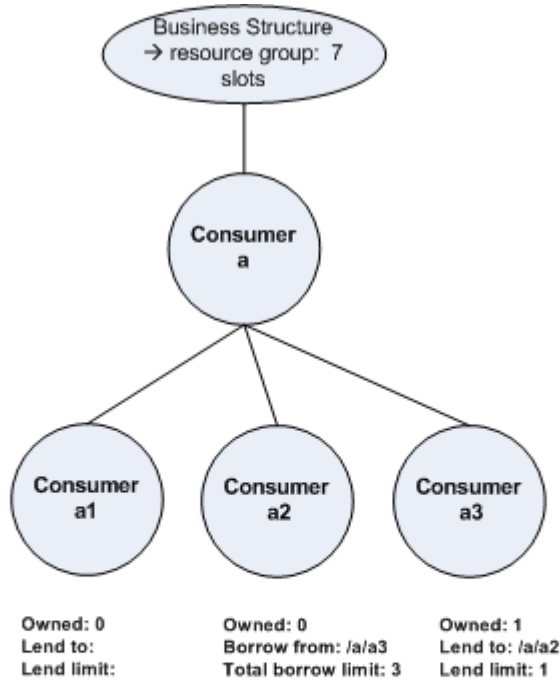 Business Structure
→ resource group: 7
slots
Consumer
a
Consumer
a1
Consumer
a2
Consumer
a3
Owned: 0
Lend to:
Lend limit:
Owned: 0
Borrow from: /a/a3
Total borrow limit: 3
Owned: 1
Lend to: /a/a2
Lend limit: 1